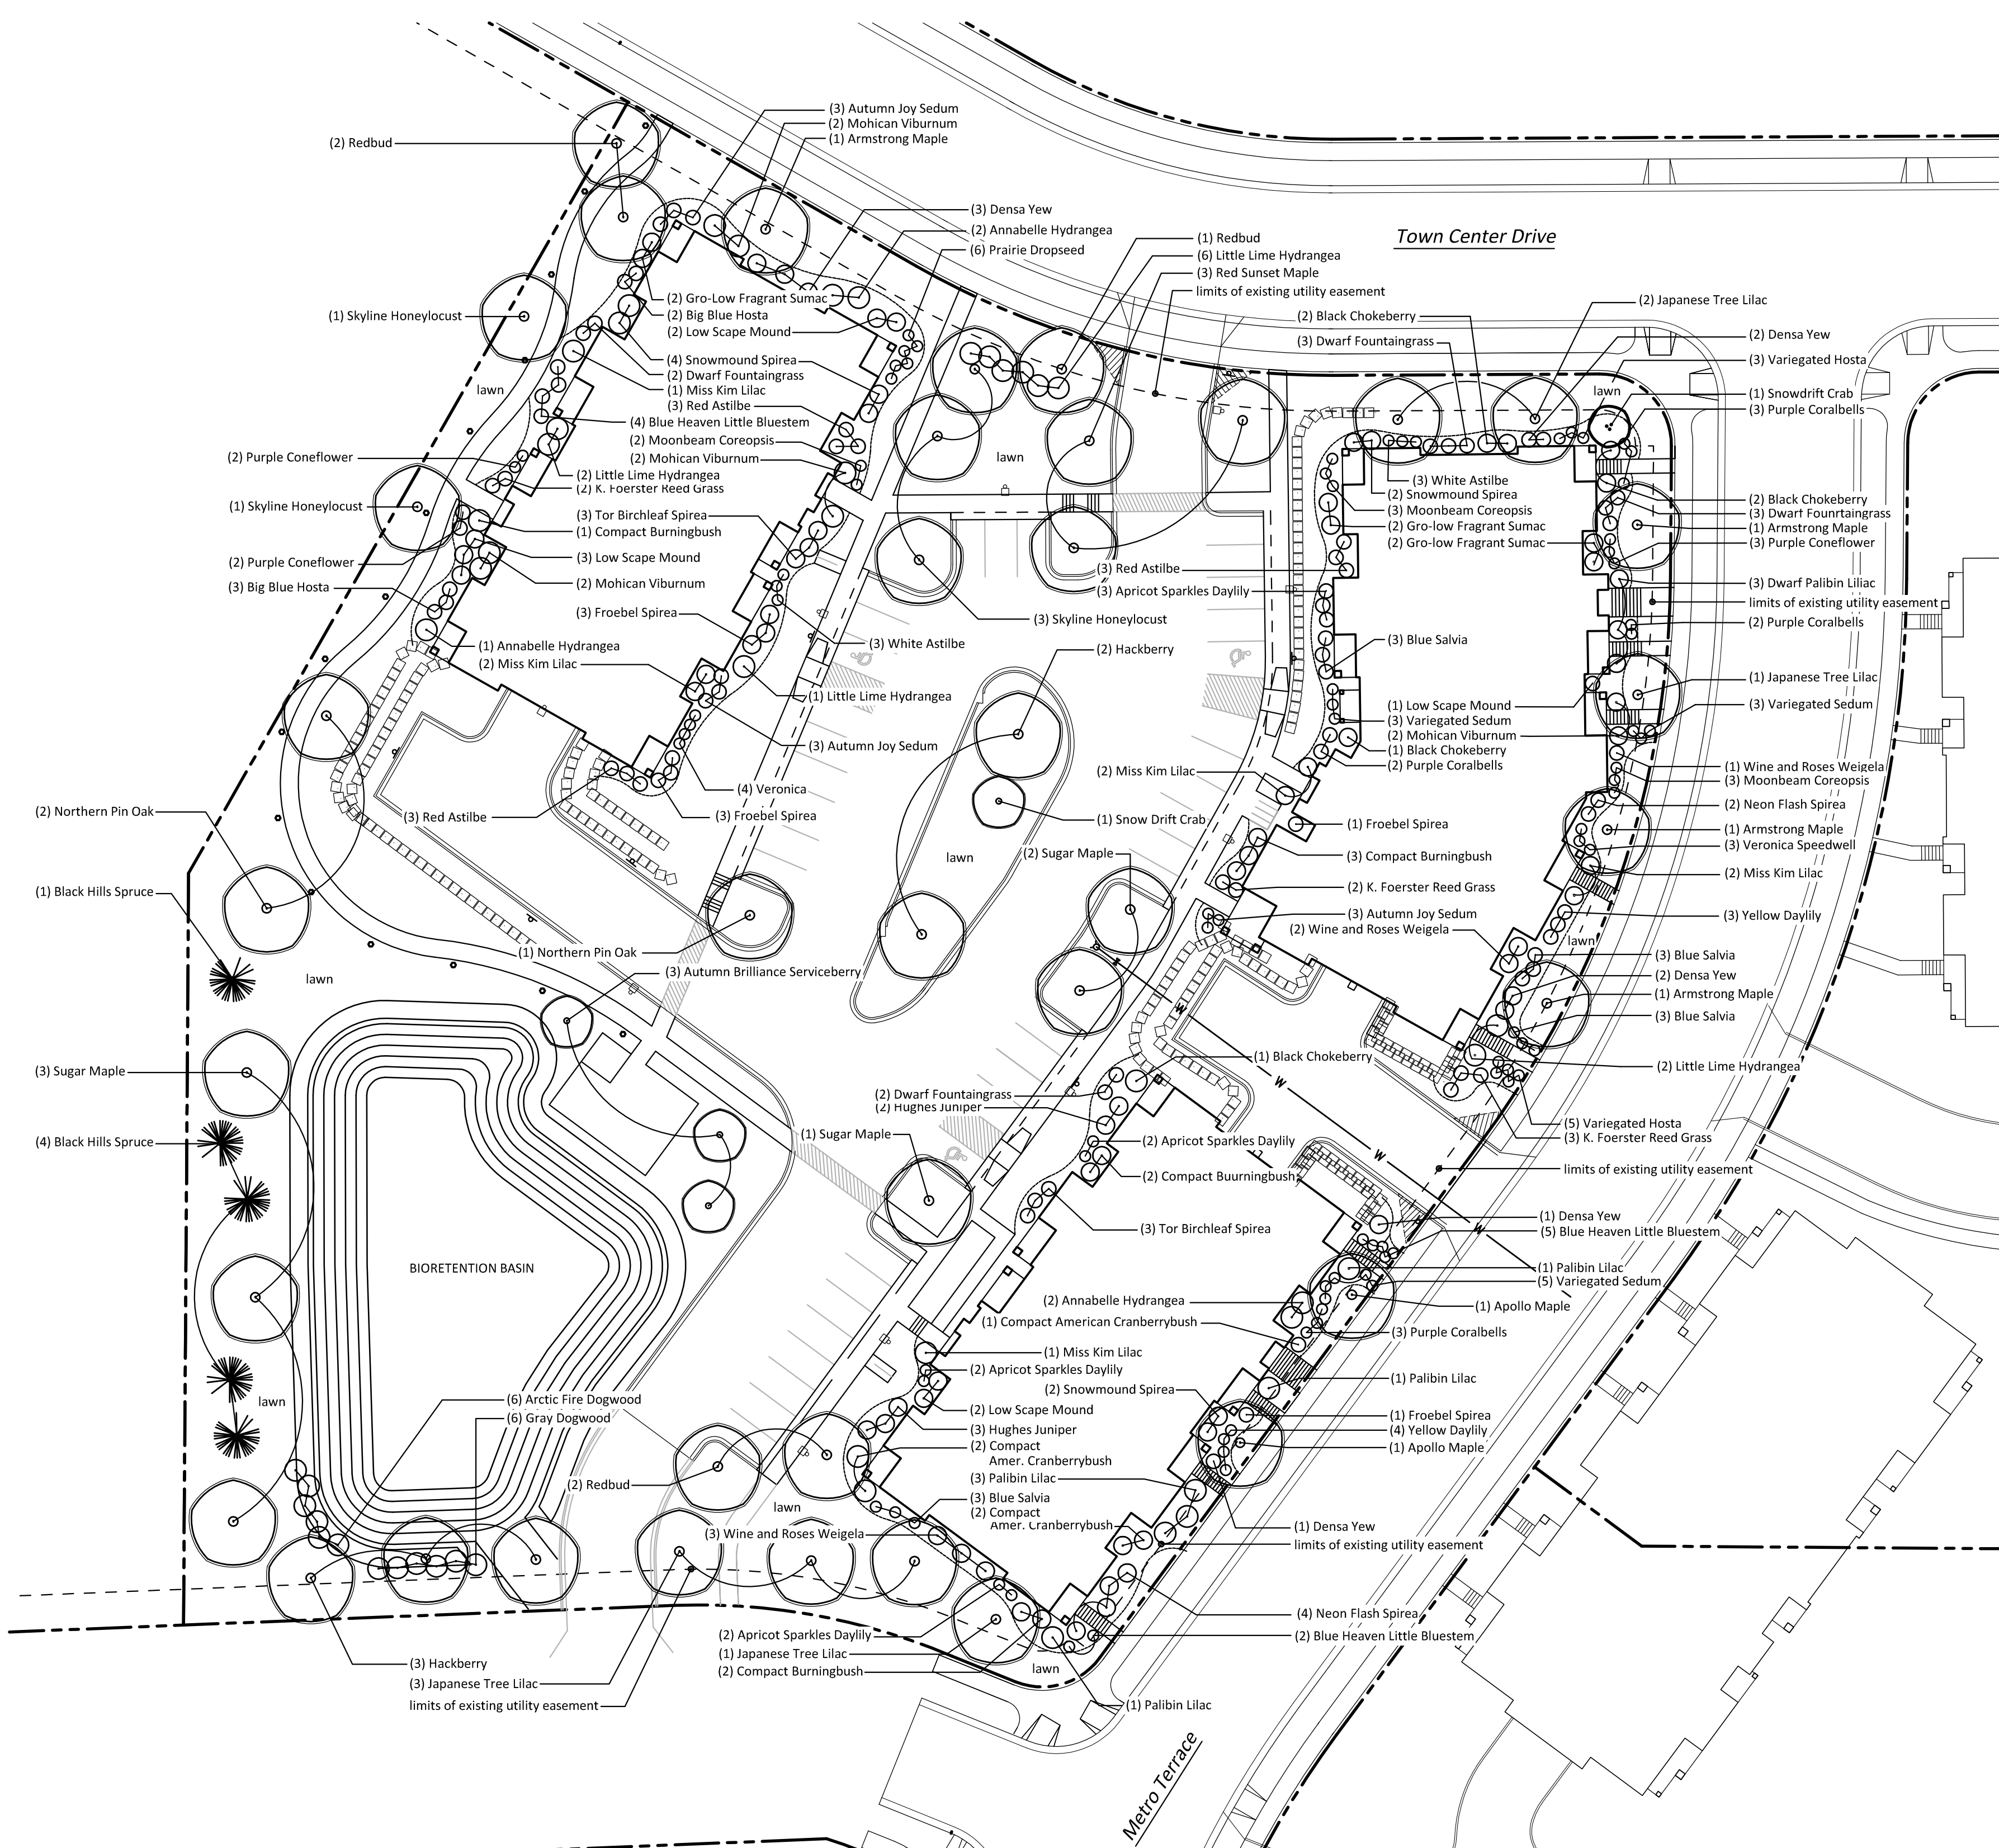 (3) Autumn Joy Sedum
(2) Mohican Viburnum
(1) Armstrong Maple
(2) Redbud
(3) Densa Yew
(2) Annabelle Hydrangea
(6) Prairie Dropseed
(1) Redbud
(6) Little Lime Hydrangea
(3) Red Sunset Maple
limits of existing utility easement
Town Center Drive
(2) Japanese Tree Lilac
(2) Black Chokeberry
(3) Dwarf Fountaingrass
(2) Densa Yew
(3) Variegated Hosta
lawn
(1) Snowdrift Crab
(3) Purple Coralbells
(1) Skyline Honeylocust
(2) Gro-Low Fragrant Sumac
(2) Big Blue Hosta
(2) Low Scape Mound
(4) Snowmound Spirea
(2) Dwarf Fountaingrass
(1) Miss Kim Lilac
(3) Red Astilbe
(4) Blue Heaven Little Bluestem
(2) Moonbeam Coreopsis
(2) Mohican Viburnum
lawn
lawn
(2) Purple Coneflower
(2) Little Lime Hydrangea
(2) K. Foerster Reed Grass
(1) Skyline Honeylocust
(3) Tor Birchleaf Spirea
(1) Compact Burningbush
(3) Low Scape Mound
(2) Purple Coneflower
(2) Mohican Viburnum
(3) Big Blue Hosta
(3) Froebel Spirea
(1) Annabelle Hydrangea
(2) Miss Kim Lilac
(3) White Astilbe
(1) Little Lime Hydrangea
(3) Autumn Joy Sedum
(4) Veronica
(3) Froebel Spirea
(3) Red Astilbe
(3) Skyline Honeylocust
(2) Hackberry
(1) Snow Drift Crab
lawn
(3) White Astilbe
(2) Snowmound Spirea
(3) Moonbeam Coreopsis
(2) Gro-low Fragrant Sumac
(2) Gro-low Fragrant Sumac
(3) Red Astilbe
(3) Apricot Sparkles Daylily
(3) Blue Salvia
(1) Low Scape Mound
(3) Variegated Sedum
(2) Mohican Viburnum
(1) Black Chokeberry
(2) Purple Coralbells
(2) Miss Kim Lilac
(1) Froebel Spirea
(3) Compact Burningbush
(2) K. Foerster Reed Grass
(3) Autumn Joy Sedum
(2) Wine and Roses Weigela
(2) Sugar Maple
(2) Black Chokeberry
(3) Dwarf Founrtaingrass
(1) Armstrong Maple
(3) Purple Coneflower
(3) Dwarf Palibin Liliac
limits of existing utility easement
(2) Purple Coralbells
(1) Japanese Tree Lilac
(3) Variegated Sedum
(1) Wine and Roses Weigela
(3) Moonbeam Coreopsis
(2) Neon Flash Spirea
(1) Armstrong Maple
(3) Veronica Speedwell
(2) Miss Kim Lilac
(3) Yellow Daylily
lawn
(3) Blue Salvia
(2) Densa Yew
(1) Armstrong Maple
(3) Blue Salvia
(2) Little Lime Hydrangea
(5) Variegated Hosta
(3) K. Foerster Reed Grass
limits of existing utility easement
(2) Northern Pin Oak
(1) Black Hills Spruce
(1) Northern Pin Oak
(3) Autumn Brilliance Serviceberry
lawn
(3) Sugar Maple
(4) Black Hills Spruce
BIORETENTION BASIN
lawn
(6) Arctic Fire Dogwood
(6) Gray Dogwood
W
W
W
W
(1) Black Chokeberry
(2) Dwarf Fountaingrass
(2) Hughes Juniper
(1) Sugar Maple
(2) Apricot Sparkles Daylily
(2) Compact Buurningbush
(3) Tor Birchleaf Spirea
(1) Densa Yew
(5) Blue Heaven Little Bluestem
(1) Palibin Lilac
(5) Variegated Sedum
(1) Apollo Maple
(2) Annabelle Hydrangea
(1) Compact American Cranberrybush
(3) Purple Coralbells
(1) Miss Kim Lilac
(2) Apricot Sparkles Daylily
(2) Snowmound Spirea
(1) Palibin Lilac
(2) Low Scape Mound
(3) Hughes Juniper
(2) Compact
Amer. Cranberrybush
(1) Froebel Spirea
(4) Yellow Daylily
(1) Apollo Maple
(3) Palibin Lilac
(2) Redbud
lawn
(3) Blue Salvia
(2) Compact
Amer. Cranberrybush
(3) Wine and Roses Weigela
(1) Densa Yew
limits of existing utility easement
(4) Neon Flash Spirea
(2) Blue Heaven Little Bluestem
(2) Apricot Sparkles Daylily
(1) Japanese Tree Lilac
(2) Compact Burningbush
lawn
(3) Hackberry
(3) Japanese Tree Lilac
limits of existing utility easement
(1) Palibin Lilac
Metro Terrace